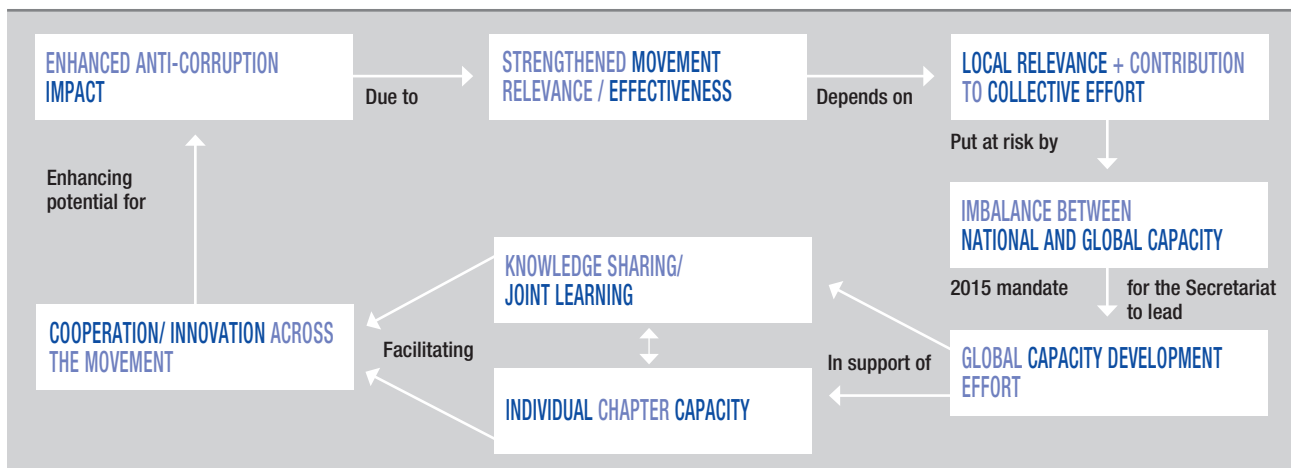 ENHANCED ANTI-CORRUPTION
IMPACT
Due to
STRENGTHENED MOVEMENT
RELEVANCE / EFFECTIVENESS
Depends on
LOCAL RELEVANCE + CONTRIBUTION
TO COLLECTIVE EFFORT
Put at risk by
IMBALANCE BETWEEN
NATIONAL AND GLOBAL CAPACITY
2015 mandate
for the Secretariat
to lead
GLOBAL CAPACITY DEVELOPMENT
EFFORT
In support of
KNOWLEDGE SHARING/
JOINT LEARNING
INDIVIDUAL CHAPTER CAPACITY
Facilitating
COOPERATION/ INNOVATION ACROSS
THE MOVEMENT
Enhancing
potential for